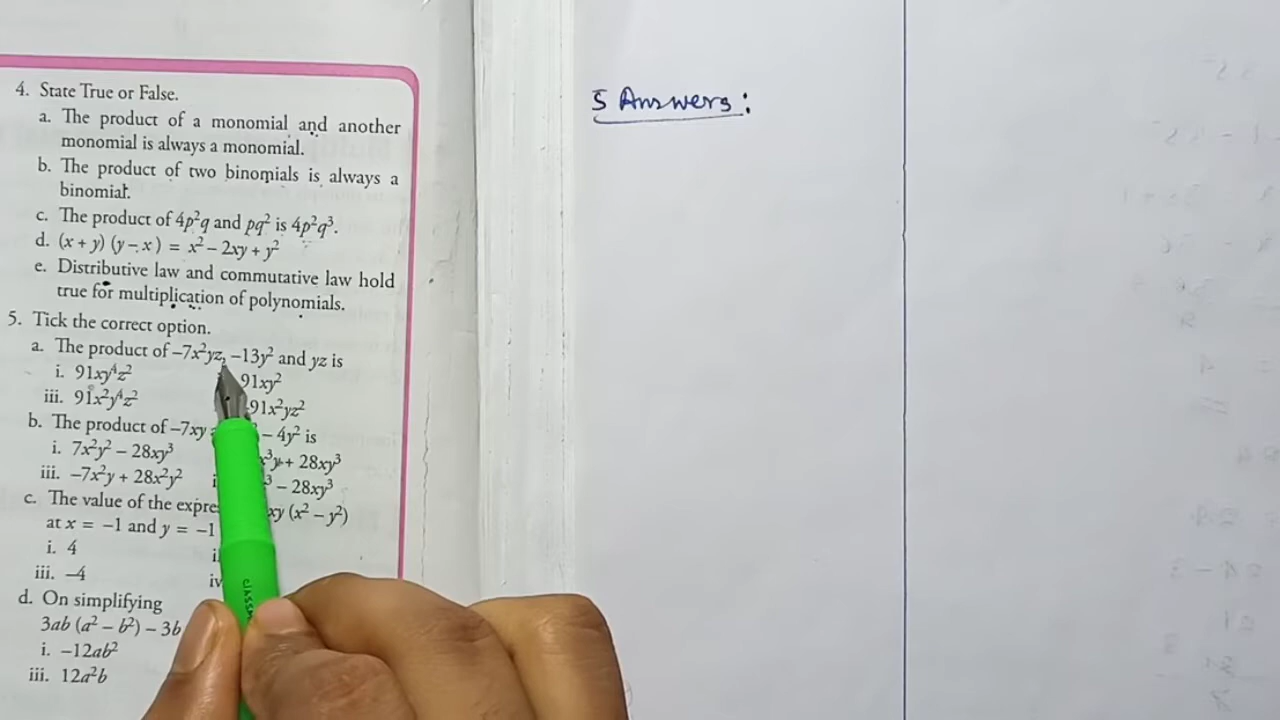 4. State True or False.
a. The product of a monomial and another
monomial is always a monomial.
b. The product of two binomials is always a
binomial.
c. The product of 4p²q and pq² is 4p²q³.
d. (x + y) (y – x) = x² – 2xy + y²
e. Distributive law and commutative law hold
true for multiplication of polynomials.
5. Tick the correct option.
a. The product of –7x²yz, –13y² and yz is
i. 91xy⁴z² 91xy²
iii. 91x²y⁴z² 91x²yz²
b. The product of –7xy – 4y² is
i. 7x²y² – 28xy³ y + 28xy³
iii. –7x²y + 28x²y² – 28xy³
c. The value of the xy (x² – y²)
at x = –1 and y = –1
i. 4
iii. –4 iv
d. On simplifying
3ab (a² – b²) – 3b
i. –12ab²
iii. 12a²b
5 Answers: